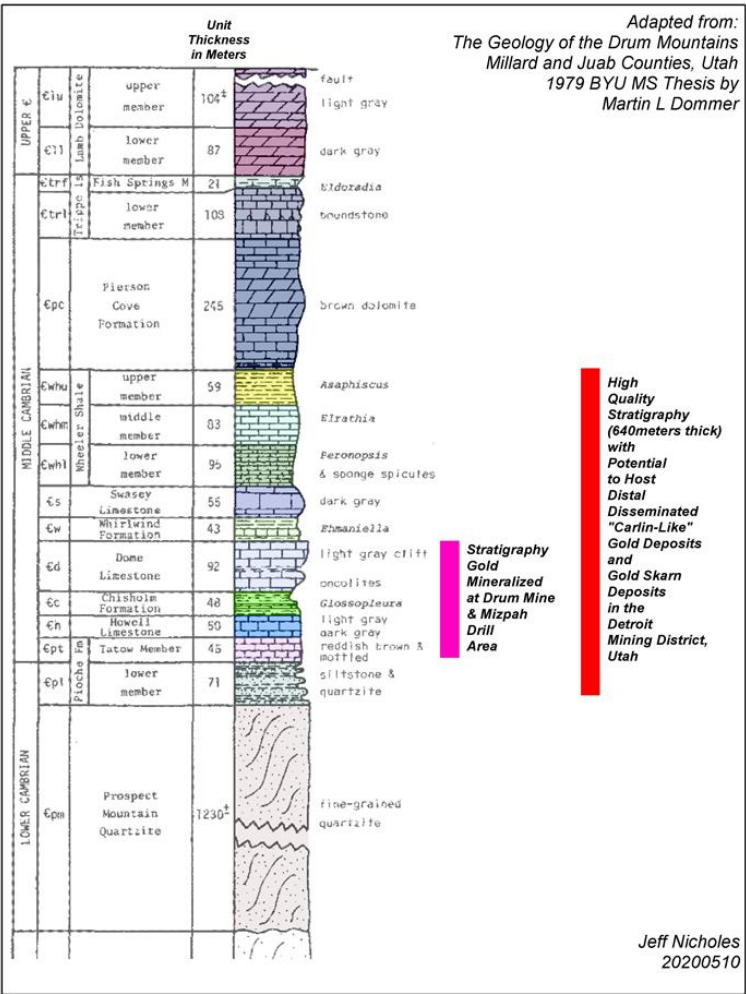 Adapted from:
The Geology of the Drum Mountains
Millard and Juab Counties, Utah
1979 BYU MS Thesis by
Martin L Dommer
Unit
Thickness
in Meters
UPPER Є
Єlu
Lamb Dolomite
upper
member
104±
fault
light gray
Єll
lower
member
87
dark gray
MIDDLE CAMBRIAN
Єtrf
Trippe ls
Fish Springs M
21
Eldoradia
Єtrl
lower
member
108
boundstone
Єpc
Pierson
Cove
Formation
245
brown dolomite
Єwhu
Wheeler Shale
upper
member
59
Asaphiscus
Єwhm
middle
member
83
Elrathia
Єwhl
lower
member
95
Peronopsis
& sponge spicules
Єs
Swasey
Limestone
55
dark gray
Єw
Whirlwind
Formation
43
Ehmaniella
Єd
Dome
Limestone
92
light gray cliff
oncolites
Єc
Chisholm
Formation
48
Glossopleura
Єh
Howell
Limestone
50
light gray
dark gray
Єpt
Pioche Fm
Tatow Member
45
reddish brown &
mottled
LOWER CAMBRIAN
Єpl
lower
member
71
siltstone &
quartzite
Єpm
Prospect
Mountain
Quartzite
1230±
fine-grained
quartzite
Stratigraphy
Gold
Mineralized
at Drum Mine
& Mizpah
Drill
Area
High
Quality
Stratigraphy
(640meters thick)
with
Potential
to Host
Distal
Disseminated
"Carlin-Like"
Gold Deposits
and
Gold Skarn
Deposits
in the
Detroit
Mining District,
Utah
Jeff Nicholes
20200510